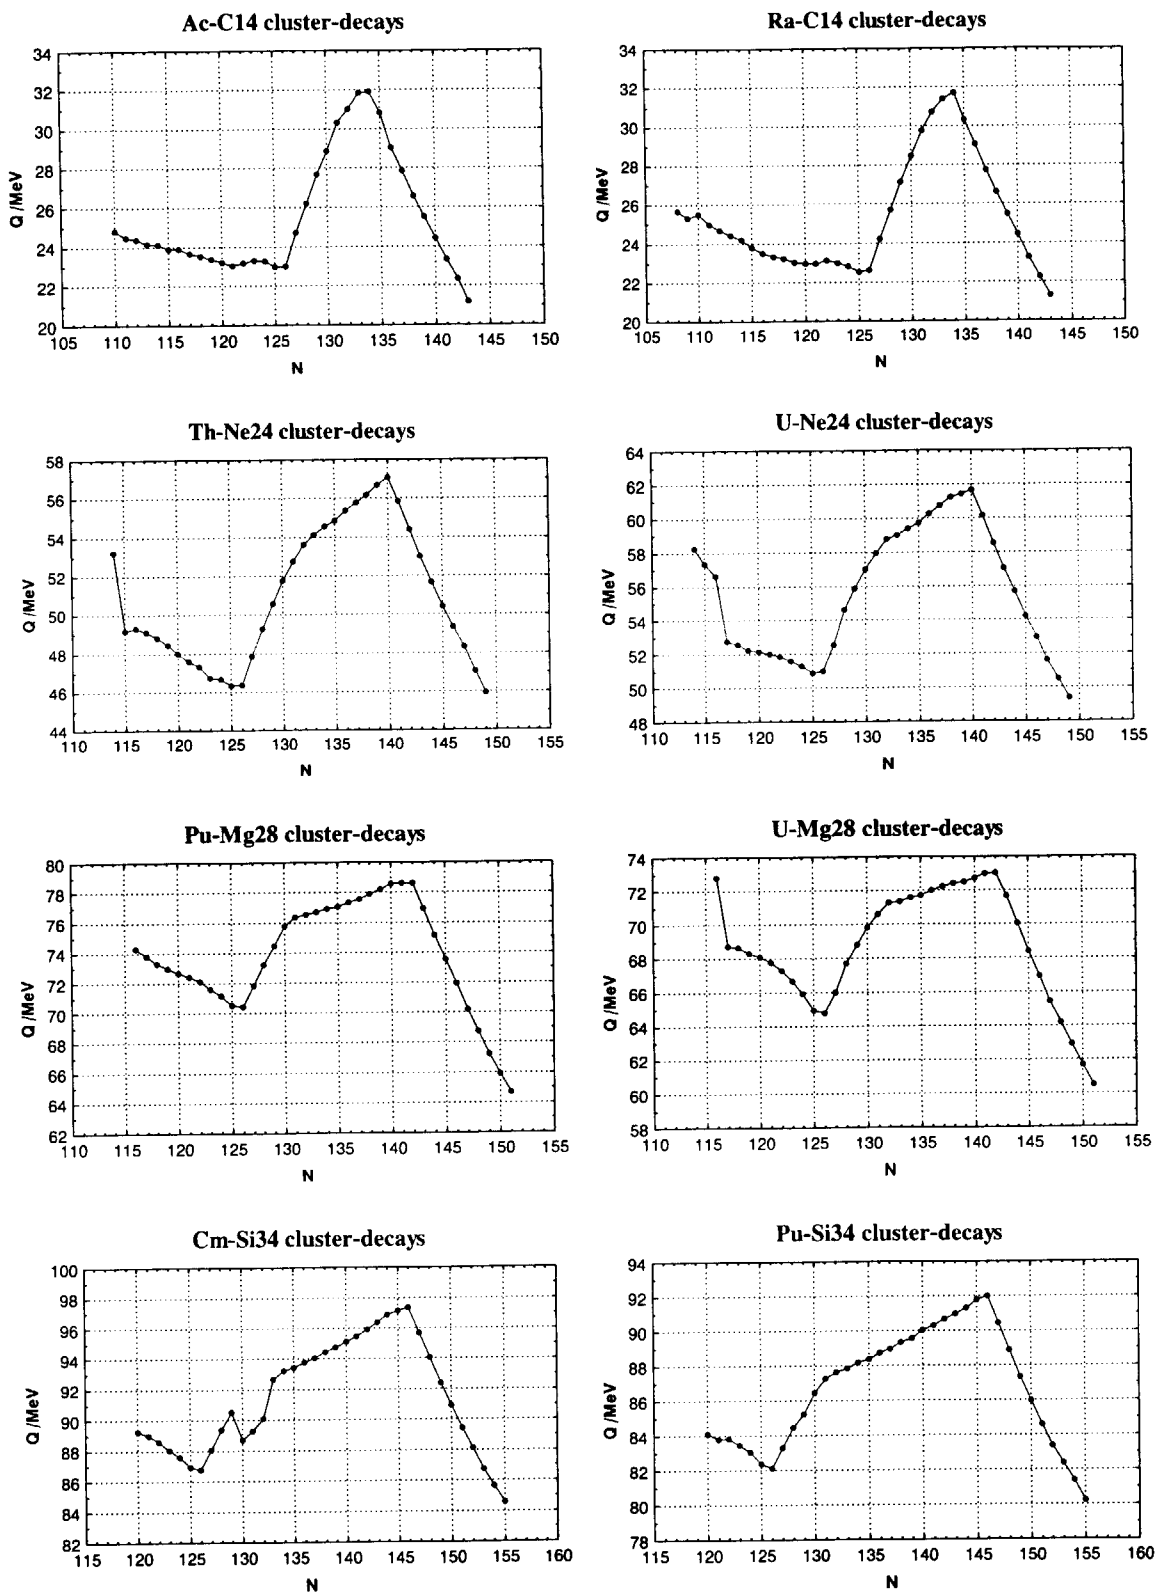 Ac-C14 cluster-decays
Q /MeV
34
32
30
28
26
24
22
20
105 110 115 120 125 130 135 140 145 150
N
Ra-C14 cluster-decays
Q /MeV
34
32
30
28
26
24
22
20
105 110 115 120 125 130 135 140 145 150
N
Th-Ne24 cluster-decays
Q /MeV
58
56
54
52
50
48
46
44
110 115 120 125 130 135 140 145 150 155
N
U-Ne24 cluster-decays
Q /MeV
64
62
60
58
56
54
52
50
48
110 115 120 125 130 135 140 145 150 155
N
Pu-Mg28 cluster-decays
Q /MeV
80
78
76
74
72
70
68
66
64
62
110 115 120 125 130 135 140 145 150 155
N
U-Mg28 cluster-decays
Q /MeV
74
72
70
68
66
64
62
60
58
110 115 120 125 130 135 140 145 150 155
N
Cm-Si34 cluster-decays
Q /MeV
100
98
96
94
92
90
88
86
84
82
115 120 125 130 135 140 145 150 155 160
N
Pu-Si34 cluster-decays
Q /MeV
94
92
90
88
86
84
82
80
78
115 120 125 130 135 140 145 150 155 160
N